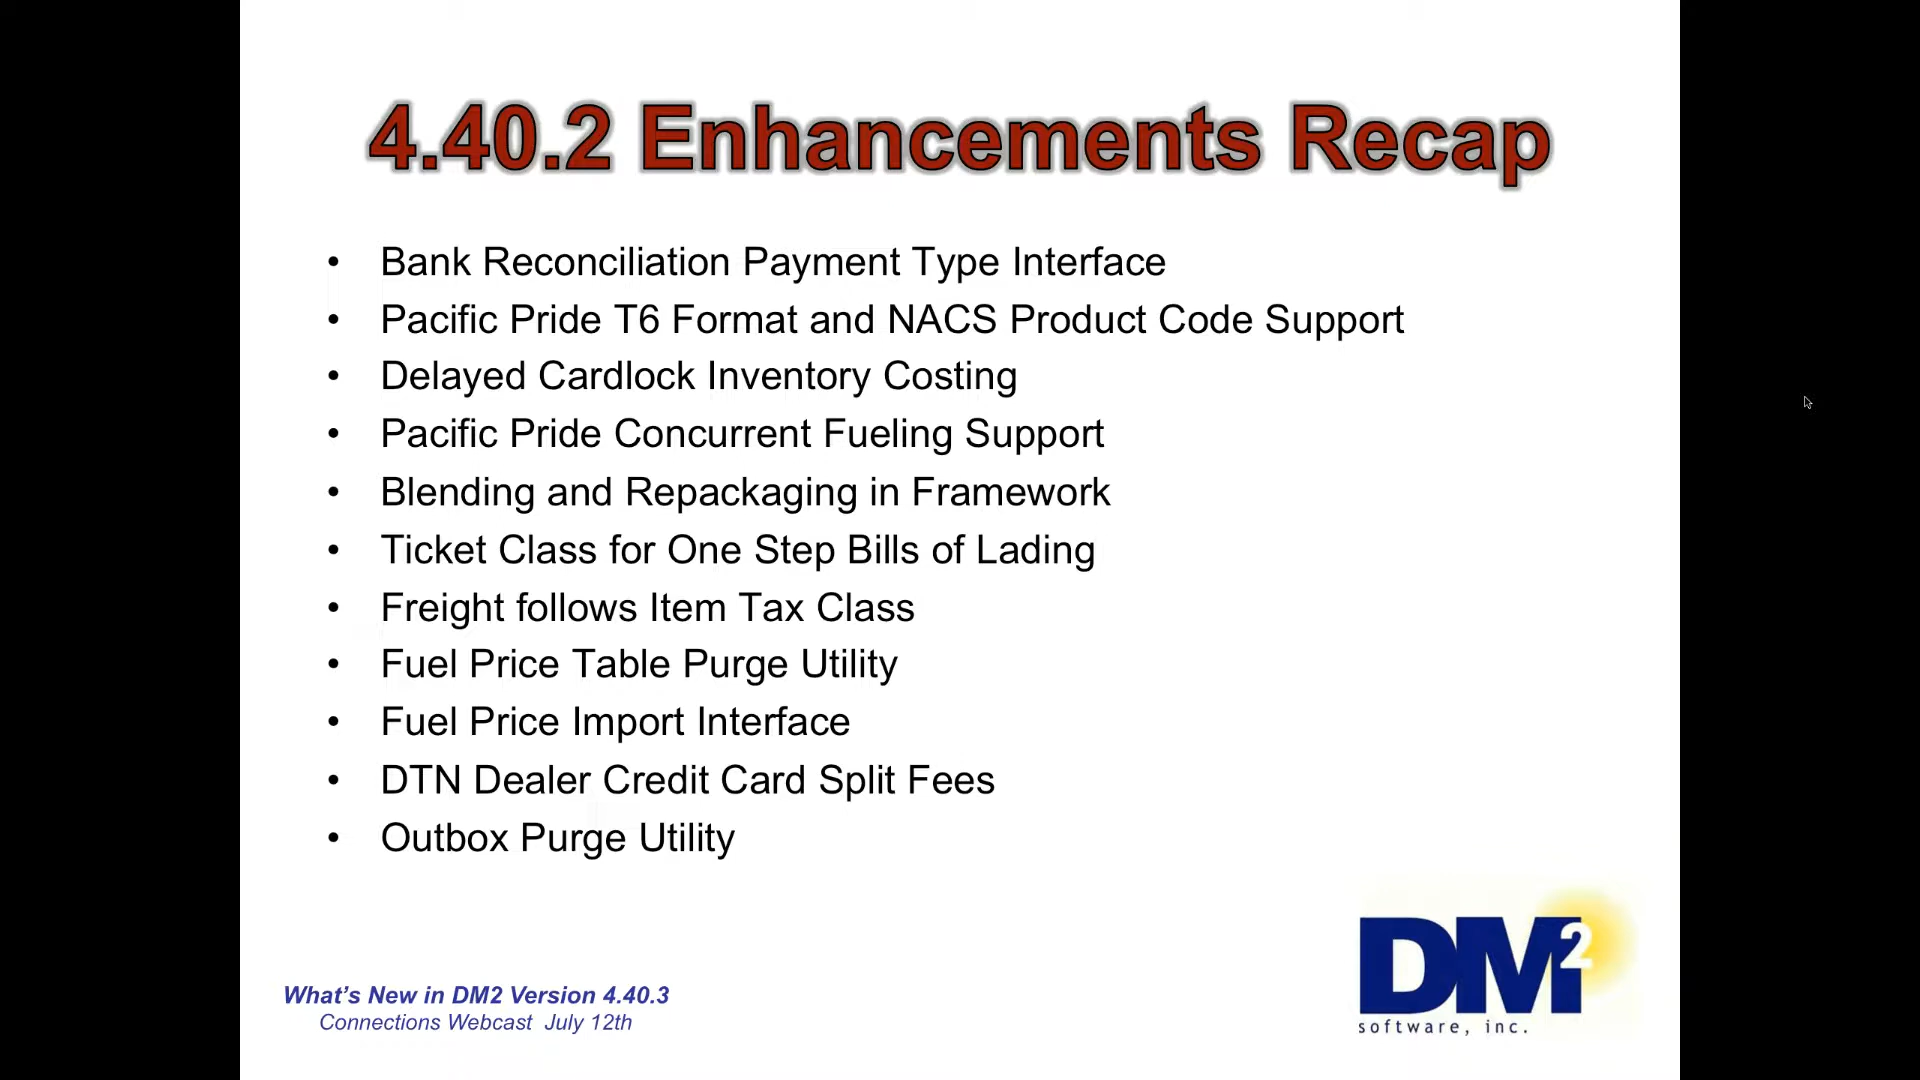 4.40.2 Enhancements Recap
• Bank Reconciliation Payment Type Interface
• Pacific Pride T6 Format and NACS Product Code Support
• Delayed Cardlock Inventory Costing
• Pacific Pride Concurrent Fueling Support
• Blending and Repackaging in Framework
• Ticket Class for One Step Bills of Lading
• Freight follows Item Tax Class
• Fuel Price Table Purge Utility
• Fuel Price Import Interface
• DTN Dealer Credit Card Split Fees
• Outbox Purge Utility
What's New in DM2 Version 4.40.3
Connections Webcast July 12th
DM2
software, inc.